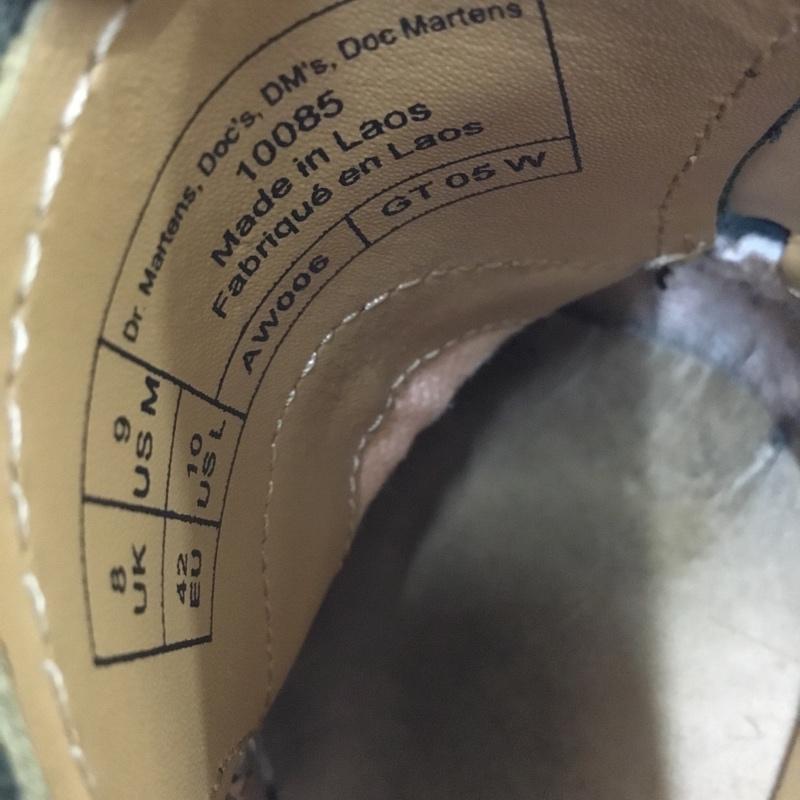 Dr. Martens, Doc's, DM's, Doc Martens
10085
Made in Laos
Fabriqué en Laos
AW006
GT 05 W
9
US M
10
US L
8
UK
42
EU